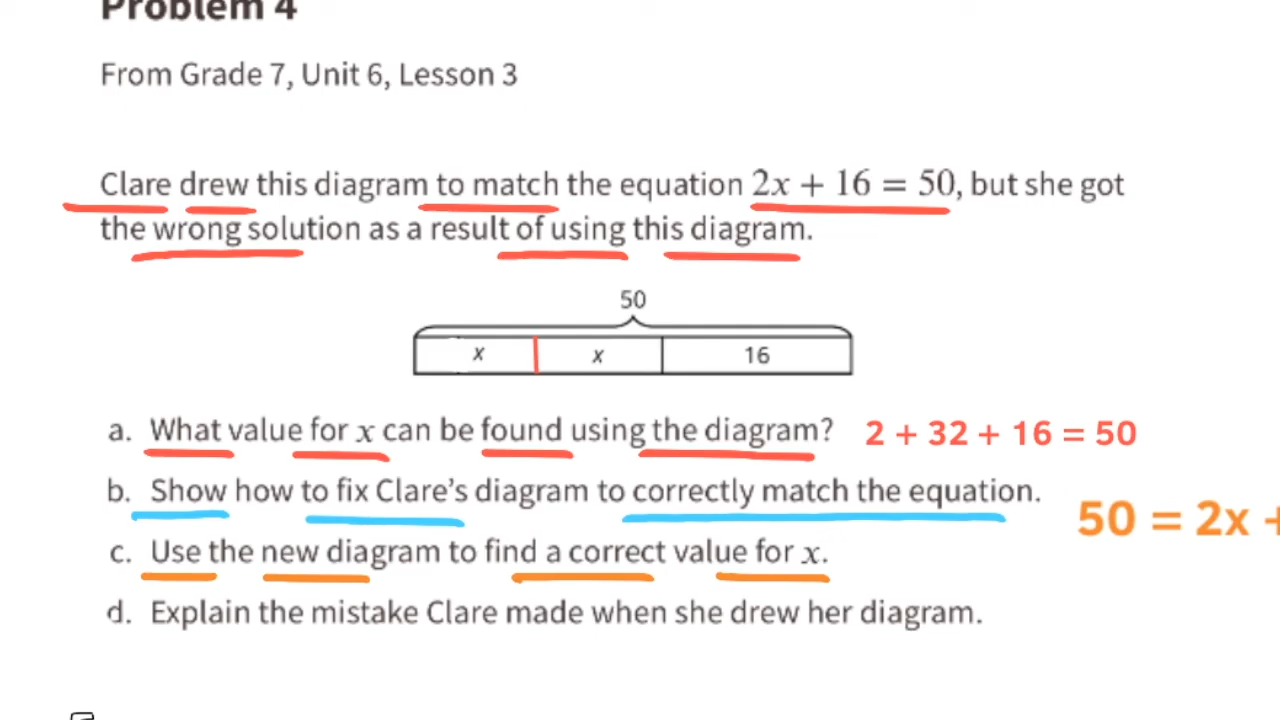 Problem 4
From Grade 7, Unit 6, Lesson 3
Clare drew this diagram to match the equation 2x + 16 = 50, but she got
the wrong solution as a result of using this diagram.
50
x x 16
a. What value for x can be found using the diagram? 2 + 32 + 16 = 50
b. Show how to fix Clare's diagram to correctly match the equation.
50 = 2x +
c. Use the new diagram to find a correct value for x.
d. Explain the mistake Clare made when she drew her diagram.